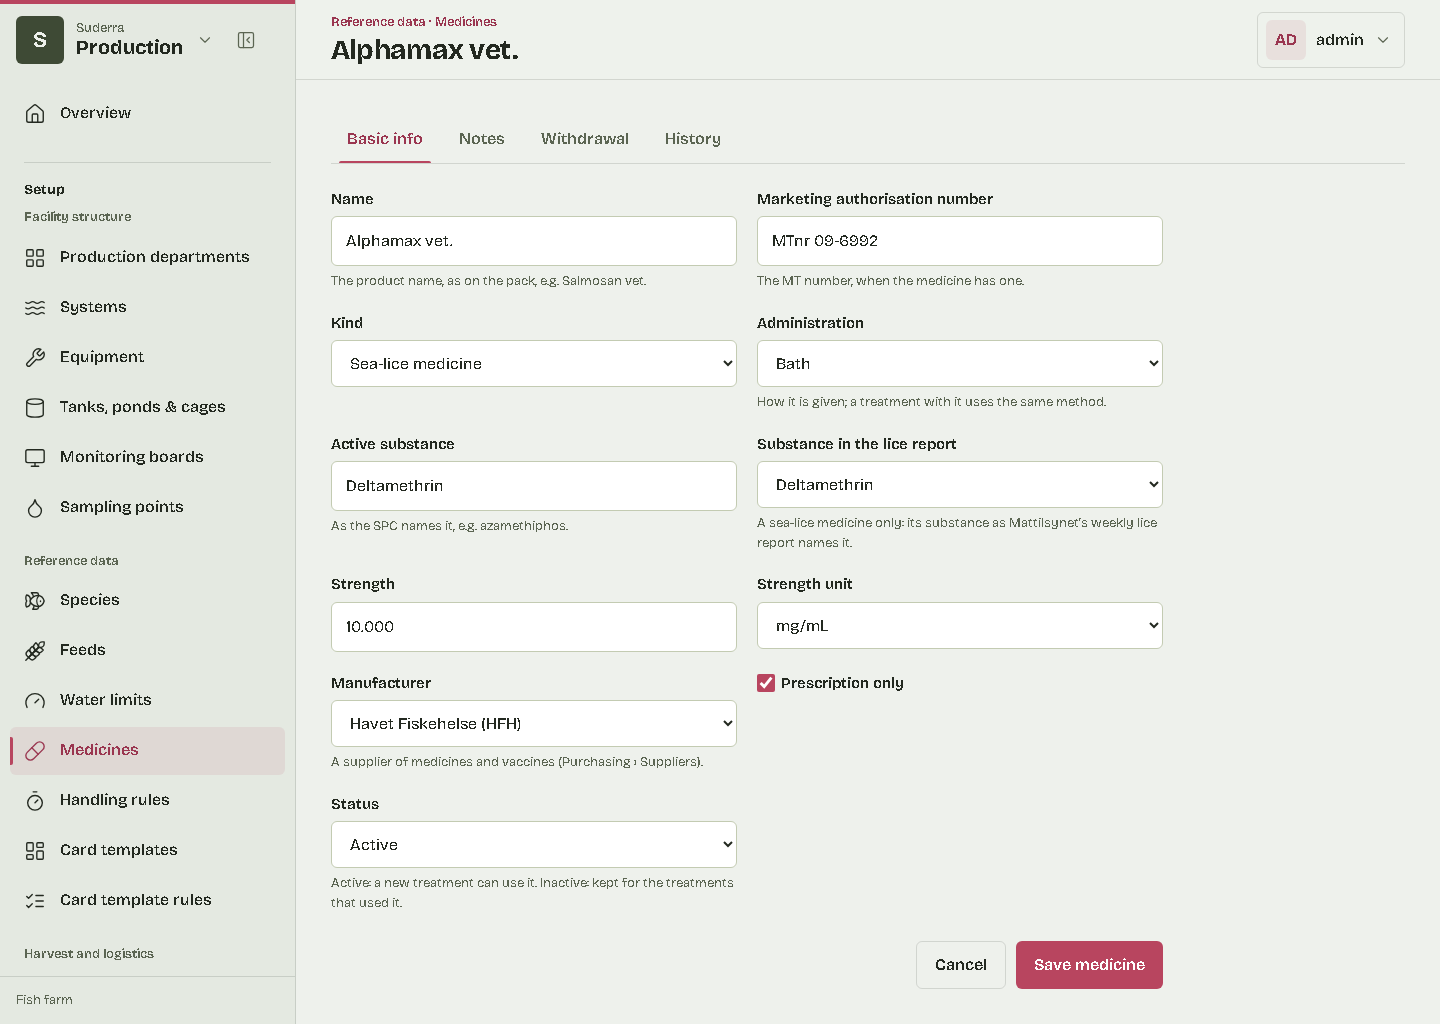 S
Suderra
Production
Overview
Setup
Facility structure
Production departments
Systems
Equipment
Tanks, ponds & cages
Monitoring boards
Sampling points
Reference data
Species
Feeds
Water limits
Medicines
Handling rules
Card templates
Card template rules
Harvest and logistics
Fish farm
Reference data · Medicines
Alphamax vet.
AD
admin
Basic info
Notes
Withdrawal
History
Name
Alphamax vet.
The product name, as on the pack, e.g. Salmosan vet.
Marketing authorisation number
MTnr 09-6992
The MT number, when the medicine has one.
Kind
Sea-lice medicine
Administration
Bath
How it is given; a treatment with it uses the same method.
Active substance
Deltamethrin
As the SPC names it, e.g. azamethiphos.
Substance in the lice report
Deltamethrin
A sea-lice medicine only: its substance as Mattilsynet's weekly lice
report names it.
Strength
10.000
Strength unit
mg/mL
Manufacturer
Havet Fiskehelse (HFH)
A supplier of medicines and vaccines (Purchasing › Suppliers).
Prescription only
Status
Active
Active: a new treatment can use it. Inactive: kept for the treatments
that used it.
Cancel
Save medicine